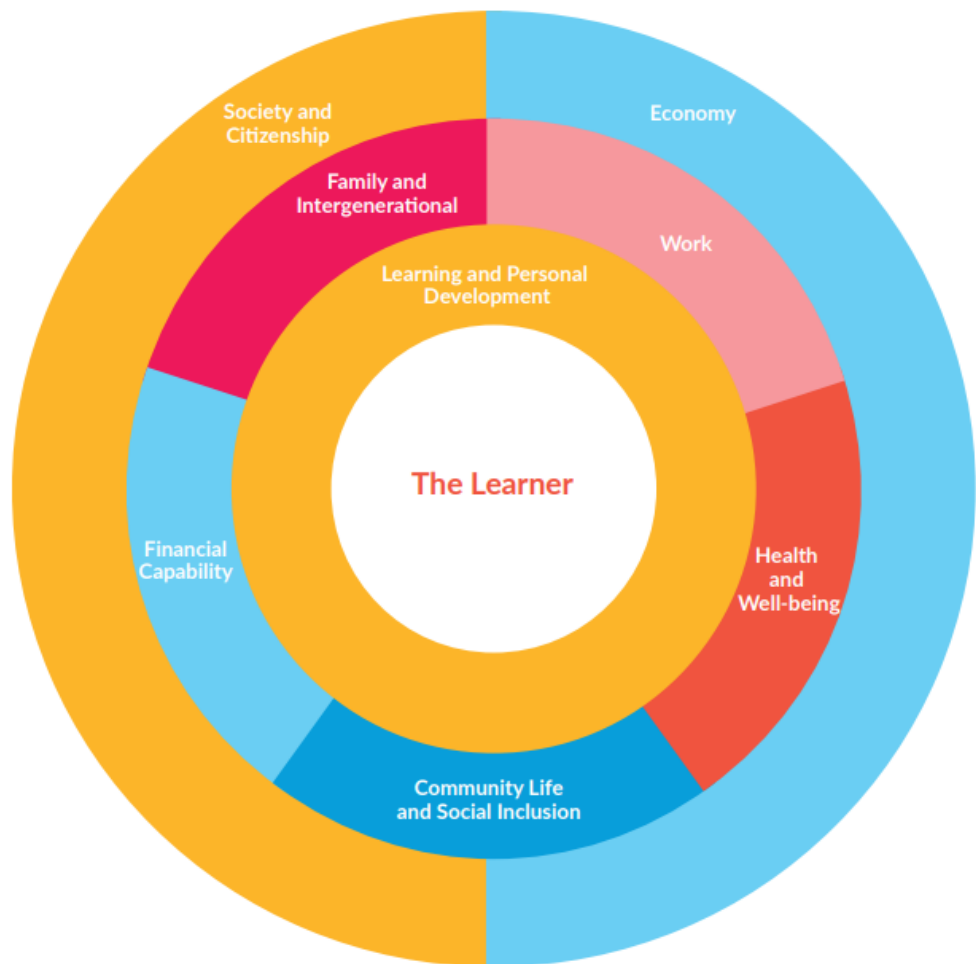 Society and
Citizenship
Economy
Family and
Intergenerational
Work
Learning and Personal
Development
The Learner
Financial
Capability
Health
and
Well-being
Community Life
and Social Inclusion